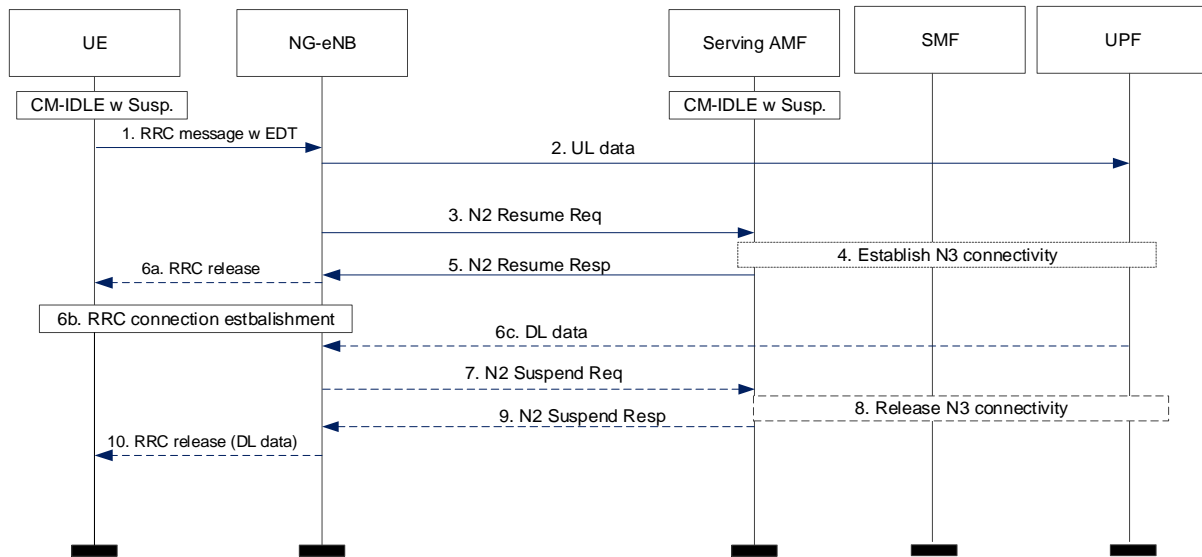 UE
NG-eNB
Serving AMF
SMF
UPF
CM-IDLE w Susp.
CM-IDLE w Susp.
1. RRC message w EDT
2. UL data
3. N2 Resume Req
4. Establish N3 connectivity
5. N2 Resume Resp
6a. RRC release
6b. RRC connection estbalishment
6c. DL data
7. N2 Suspend Req
8. Release N3 connectivity
9. N2 Suspend Resp
10. RRC release (DL data)